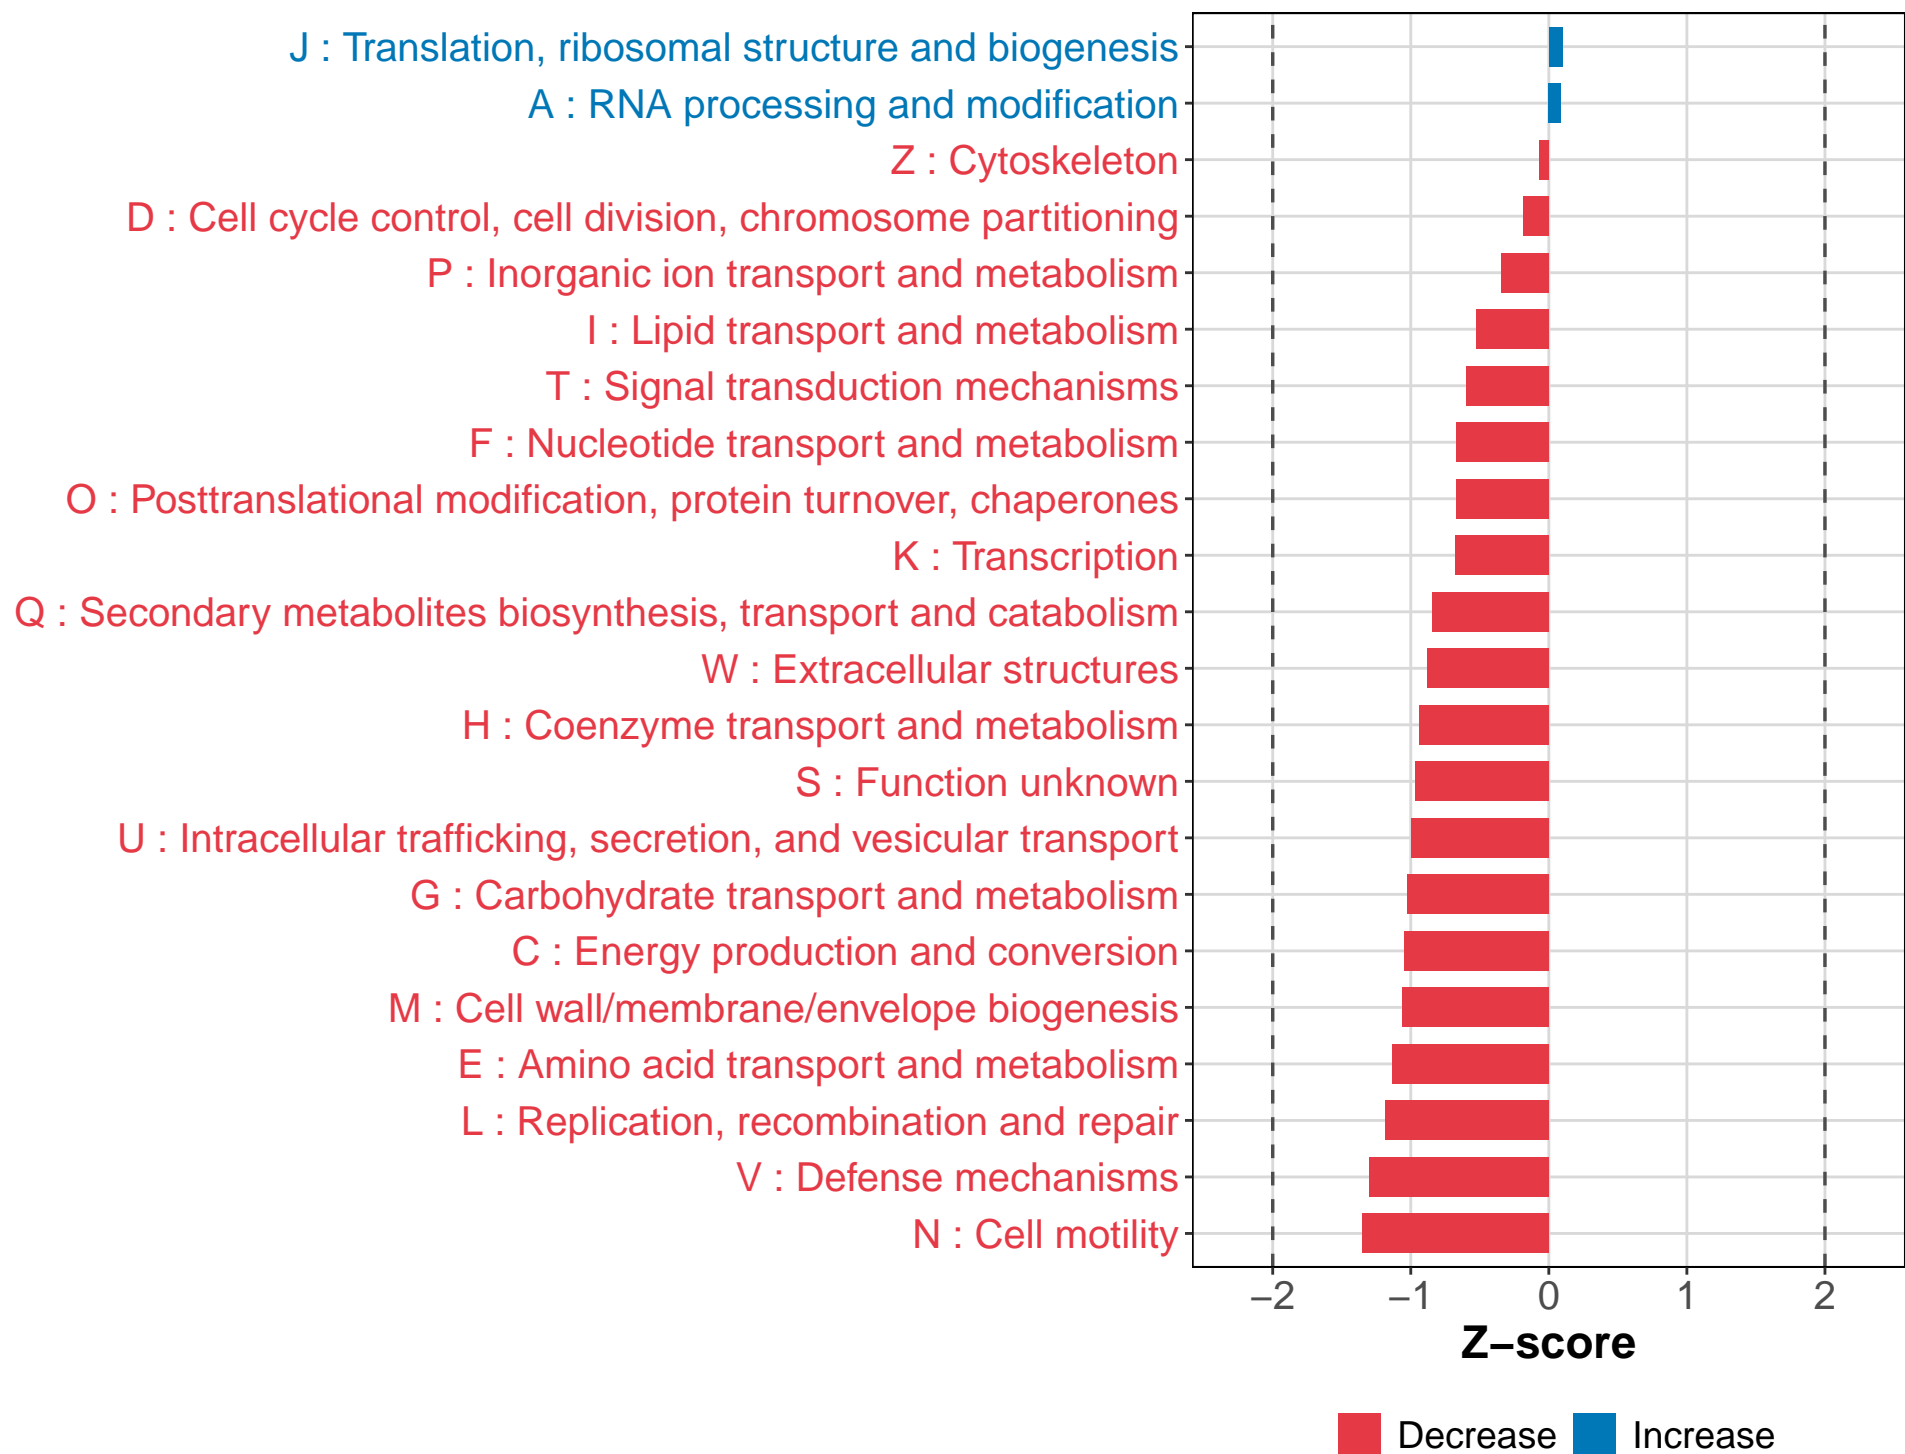 J : Translation, ribosomal structure and biogenesis
A : RNA processing and modification
Z : Cytoskeleton
D : Cell cycle control, cell division, chromosome partitioning
P : Inorganic ion transport and metabolism
I : Lipid transport and metabolism
T : Signal transduction mechanisms
F : Nucleotide transport and metabolism
O : Posttranslational modification, protein turnover, chaperones
K : Transcription
Q : Secondary metabolites biosynthesis, transport and catabolism
W : Extracellular structures
H : Coenzyme transport and metabolism
S : Function unknown
U : Intracellular trafficking, secretion, and vesicular transport
G : Carbohydrate transport and metabolism
C : Energy production and conversion
M : Cell wall/membrane/envelope biogenesis
E : Amino acid transport and metabolism
L : Replication, recombination and repair
V : Defense mechanisms
N : Cell motility
−2 −1 0 1 2
Z−score
Decrease Increase